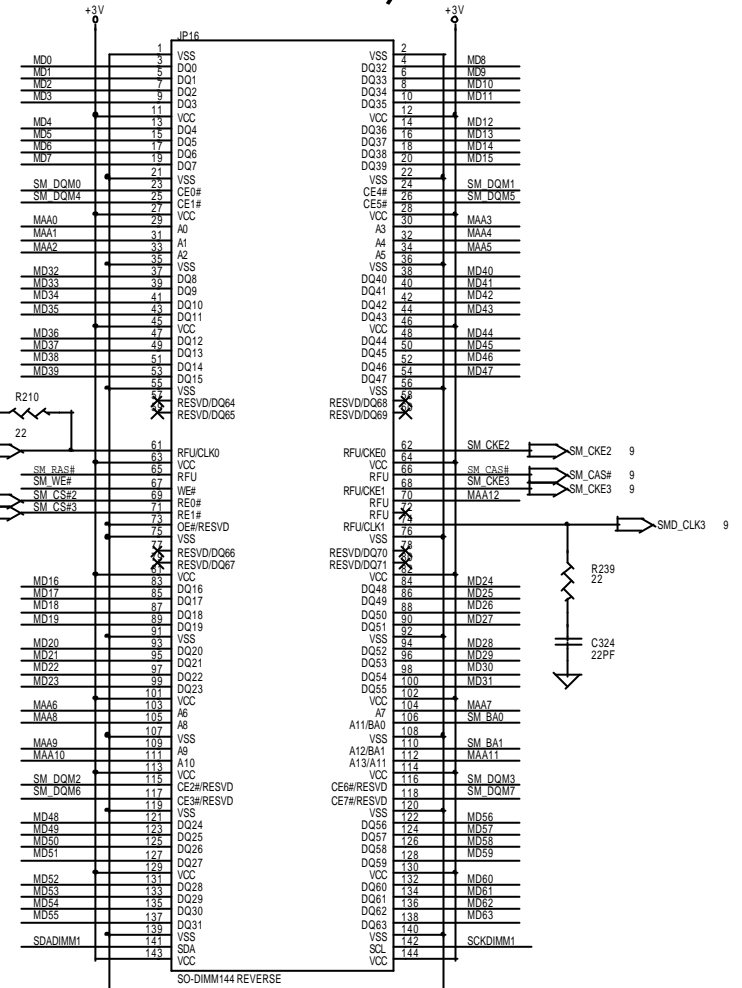 +3V +3V
JP16
1 VSS VSS 2
MD0 3 DQ0 DQ32 4 MD8
MD1 5 DQ1 DQ33 6 MD9
MD2 7 DQ2 DQ34 8 MD10
MD3 9 DQ3 DQ35 10 MD11
11 VCC VCC 12
MD4 13 DQ4 DQ36 14 MD12
MD5 15 DQ5 DQ37 16 MD13
MD6 17 DQ6 DQ38 18 MD14
MD7 19 DQ7 DQ39 20 MD15
21 VSS VSS 22
SM_DQM0 23 CE0# CE4# 24 SM_DQM1
SM_DQM4 25 CE1# CE5# 26 SM_DQM5
27 VCC VCC 28
MAA0 29 A0 A3 30 MAA3
MAA1 31 A1 A4 32 MAA4
MAA2 33 A2 A5 34 MAA5
35 VSS VSS 36
MD32 37 DQ8 DQ40 38 MD40
MD33 39 DQ9 DQ41 40 MD41
MD34 41 DQ10 DQ42 42 MD42
MD35 43 DQ11 DQ43 44 MD43
45 VCC VCC 46
MD36 47 DQ12 DQ44 48 MD44
MD37 49 DQ13 DQ45 50 MD45
MD38 51 DQ14 DQ46 52 MD46
MD39 53 DQ15 DQ47 54 MD47
55 VSS VSS 56
R210
RESVD/DQ64 RESVD/DQ68
RESVD/DQ65 RESVD/DQ69
22
61 RFU/CLK0 RFU/CKE0 62 SM_CKE2 SM_CKE2 9
63 VCC VCC 64
SM_RAS# 65 RFU RFU 66 SM_CAS# SM_CAS# 9
SM_WE# 67 WE# RFU/CKE1 68 SM_CKE3 SM_CKE3 9
SM_CS#2 69 RE0# RFU 70 MAA12
SM_CS#3 71 RE1# RFU/CLK1 72
73 OE#/RESVD 74 SMD_CLK3 9
75 VSS VSS 76
RESVD/DQ66 RESVD/DQ70
RESVD/DQ67 RESVD/DQ71
R239
22
81 VCC VCC 82
MD16 83 DQ16 DQ48 84 MD24
MD17 85 DQ17 DQ49 86 MD25
MD18 87 DQ18 DQ50 88 MD26
MD19 89 DQ19 DQ51 90 MD27
91 VSS VSS 92
MD20 93 DQ20 DQ52 94 MD28
C324
22PF
MD21 95 DQ21 DQ53 96 MD29
MD22 97 DQ22 DQ54 98 MD30
MD23 99 DQ23 DQ55 100 MD31
101 VCC VCC 102
MAA6 103 A6 A7 104 MAA7
MAA8 105 A8 A11/BA0 106 SM_BA0
107 VSS VSS 108
MAA9 109 A9 A12/BA1 110 SM_BA1
MAA10 111 A10 A13/A11 112 MAA11
113 VCC VCC 114
SM_DQM2 115 CE2#/RESVD CE6#/RESVD 116 SM_DQM3
SM_DQM6 117 CE3#/RESVD CE7#/RESVD 118 SM_DQM7
119 VSS VSS 120
MD48 121 DQ24 DQ56 122 MD56
MD49 123 DQ25 DQ57 124 MD57
MD50 125 DQ26 DQ58 126 MD58
MD51 127 DQ27 DQ59 128 MD59
129 VCC VCC 130
MD52 131 DQ28 DQ60 132 MD60
MD53 133 DQ29 DQ61 134 MD61
MD54 135 DQ30 DQ62 136 MD62
MD55 137 DQ31 DQ63 138 MD63
139 VSS VSS 140
SDADIMM1 141 SDA SCL 142 SCKDIMM1
143 VCC VCC 144
SO-DIMM144 REVERSE